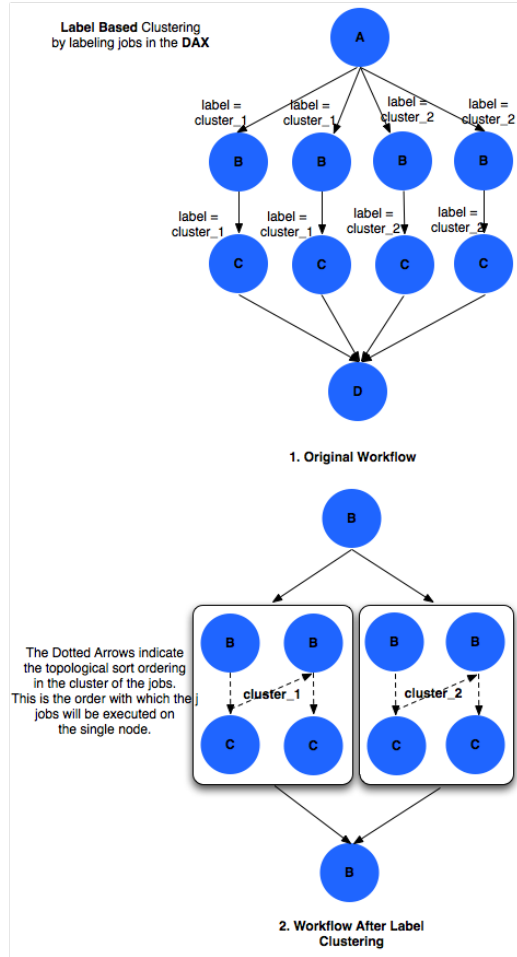 Label Based Clustering
by labeling jobs in the DAX
A
label =
cluster_1
label =
cluster_1
label =
cluster_2
label =
cluster_2
B
B
B
B
label =
cluster_1
label =
cluster_1
label =
cluster_2
label =
cluster_2
C
C
C
C
D
1. Original Workflow
B
B
B
B
B
The Dotted Arrows indicate
the topological sort ordering
in the cluster of the jobs.
This is the order with which the j
jobs will be executed on
the single node.
cluster_1
cluster_2
C
C
C
C
B
2. Workflow After Label
Clustering